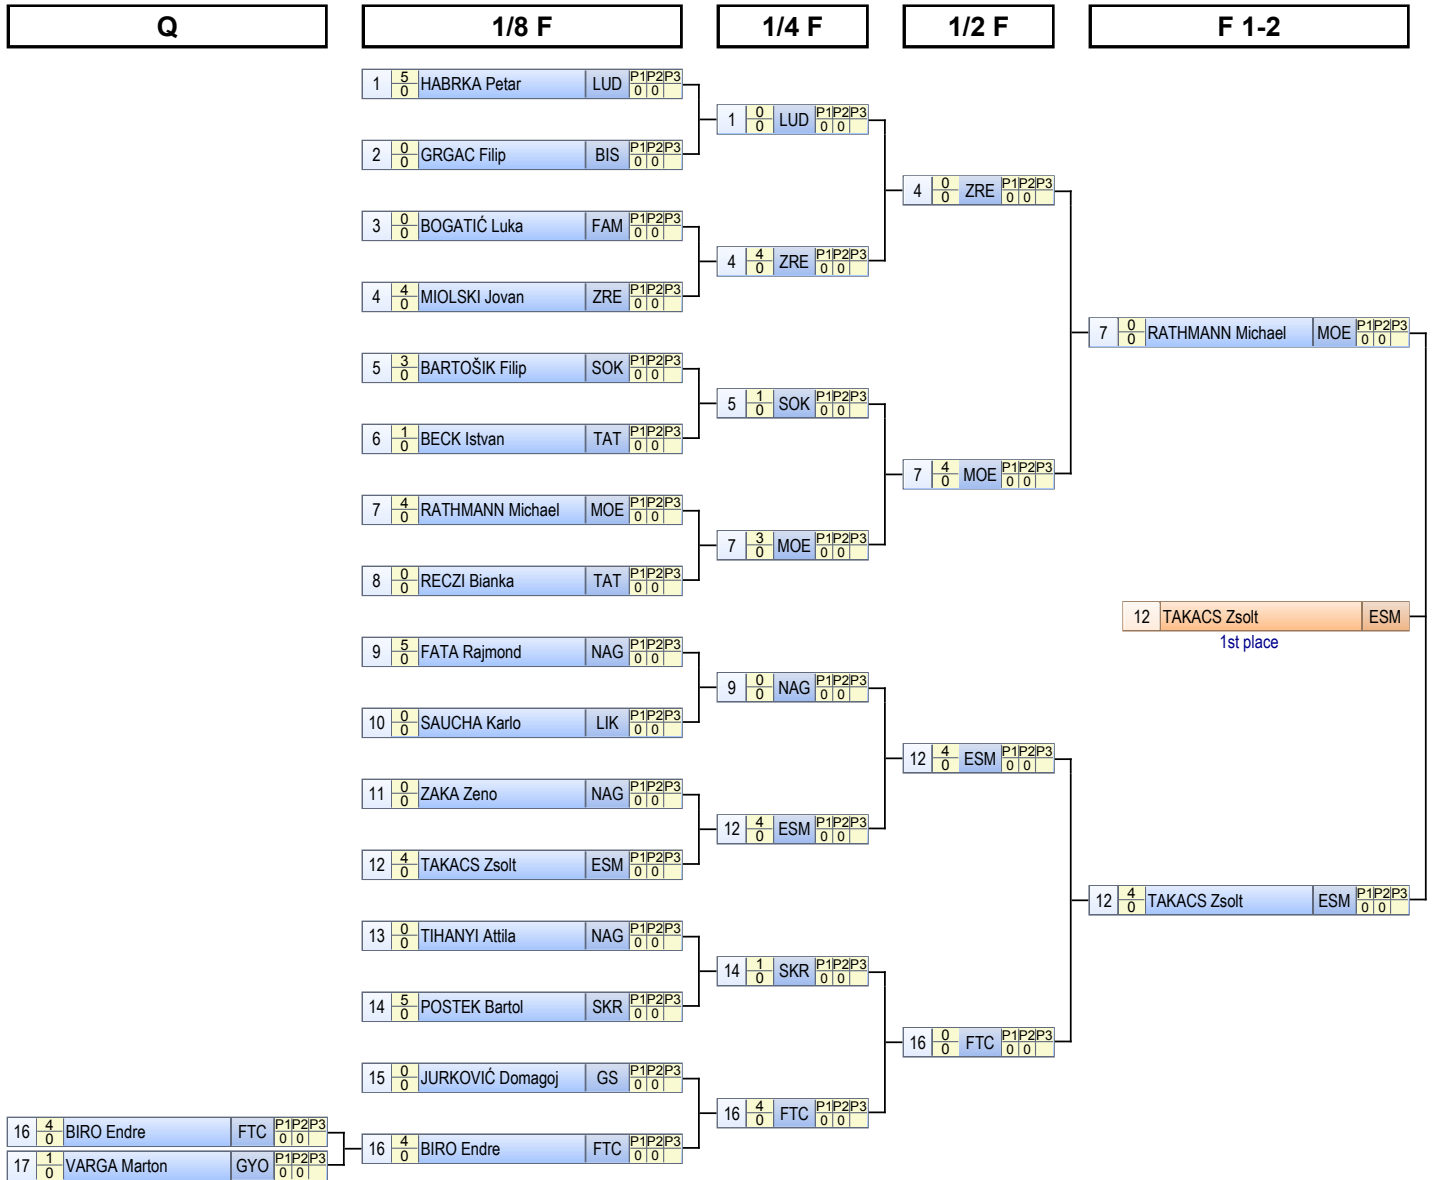 Q 1/8 F 1/4 F 1/2 F F 1-2
1 5 0 HABRKA Petar LUD P1 P2 P3 0 0
1 0 0 LUD P1 P2 P3 0 0
2 0 0 GRGAC Filip BIS P1 P2 P3 0 0
4 0 0 ZRE P1 P2 P3 0 0
3 0 0 BOGATIĆ Luka FAM P1 P2 P3 0 0
4 4 0 ZRE P1 P2 P3 0 0
4 4 0 MIOLSKI Jovan ZRE P1 P2 P3 0 0
7 0 0 RATHMANN Michael MOE P1 P2 P3 0 0
5 3 0 BARTOŠIK Filip SOK P1 P2 P3 0 0
5 1 0 SOK P1 P2 P3 0 0
6 1 0 BECK Istvan TAT P1 P2 P3 0 0
7 4 0 MOE P1 P2 P3 0 0
7 4 0 RATHMANN Michael MOE P1 P2 P3 0 0
7 3 0 MOE P1 P2 P3 0 0
8 0 0 RECZI Bianka TAT P1 P2 P3 0 0
12 TAKACS Zsolt ESM
1st place
9 5 0 FATA Rajmond NAG P1 P2 P3 0 0
9 0 0 NAG P1 P2 P3 0 0
10 0 0 SAUCHA Karlo LIK P1 P2 P3 0 0
12 4 0 ESM P1 P2 P3 0 0
11 0 0 ZAKA Zeno NAG P1 P2 P3 0 0
12 4 0 ESM P1 P2 P3 0 0
12 4 0 TAKACS Zsolt ESM P1 P2 P3 0 0
12 4 0 TAKACS Zsolt ESM P1 P2 P3 0 0
13 0 0 TIHANYI Attila NAG P1 P2 P3 0 0
14 1 0 SKR P1 P2 P3 0 0
14 5 0 POSTEK Bartol SKR P1 P2 P3 0 0
16 0 0 FTC P1 P2 P3 0 0
15 0 0 JURKOVIĆ Domagoj GS P1 P2 P3 0 0
16 4 0 FTC P1 P2 P3 0 0
16 4 0 BIRO Endre FTC P1 P2 P3 0 0
16 4 0 BIRO Endre FTC P1 P2 P3 0 0
17 1 0 VARGA Marton GYO P1 P2 P3 0 0